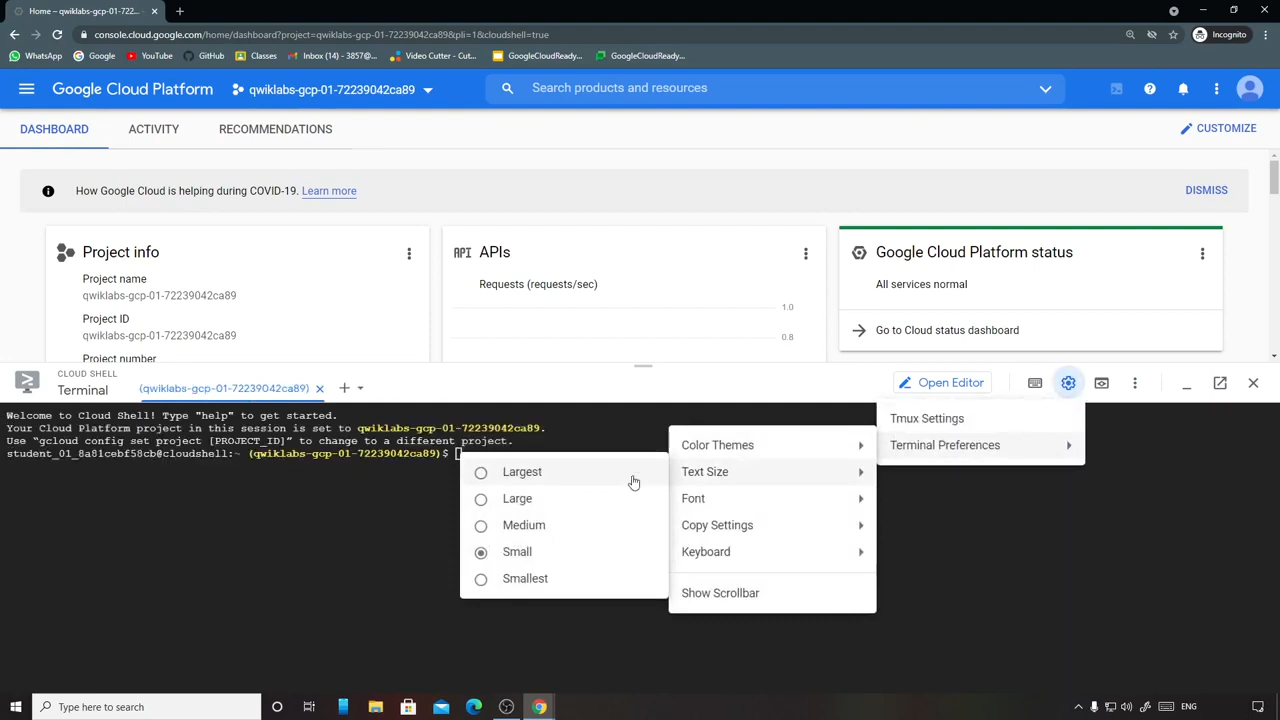 Home – qwiklabs-gcp-01-722...
console.cloud.google.com/home/dashboard?project=qwiklabs-gcp-01-72239042ca89&pli=1&cloudshell=true
Incognito
WhatsApp
Google
YouTube
GitHub
Classes
Inbox (14) - 3857@...
Video Cutter - Cut...
GoogleCloudReady...
GoogleCloudReady...
Google Cloud Platform
qwiklabs-gcp-01-72239042ca89
Search products and resources
DASHBOARD
ACTIVITY
RECOMMENDATIONS
CUSTOMIZE
How Google Cloud is helping during COVID-19. Learn more
DISMISS
Project info
Project name
qwiklabs-gcp-01-72239042ca89
Project ID
qwiklabs-gcp-01-72239042ca89
Project number
API APIs
Requests (requests/sec)
1.0
0.8
Google Cloud Platform status
All services normal
Go to Cloud status dashboard
CLOUD SHELL
Terminal
(qwiklabs-gcp-01-72239042ca89)
Open Editor
Welcome to Cloud Shell! Type "help" to get started.
Your Cloud Platform project in this session is set to qwiklabs-gcp-01-72239042ca89.
Use "gcloud config set project [PROJECT_ID]" to change to a different project.
student_01_8a81cebf58cb@cloudshell:~ (qwiklabs-gcp-01-72239042ca89)$
Tmux Settings
Terminal Preferences
Color Themes
Text Size
Font
Copy Settings
Keyboard
Show Scrollbar
Largest
Large
Medium
Small
Smallest
Type here to search
ENG